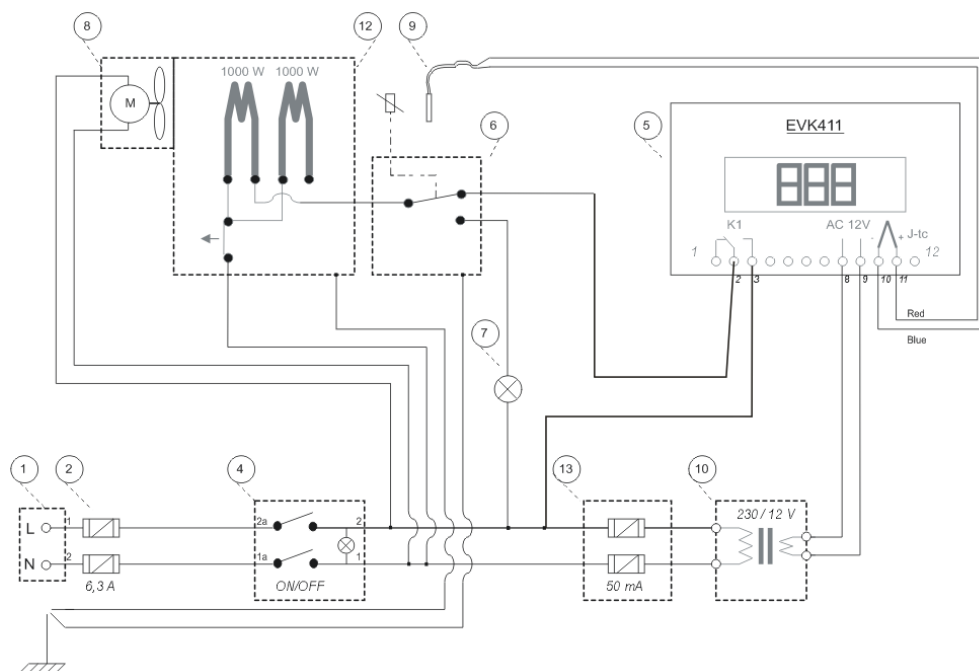 8
12
9
1000 W 1000 W
M
6
5
EVK411
K1
AC 12V
- + J-tc
1
12
2 3 8 9 10 11
Red
Blue
7
1
2
4
13
10
L 1
2a
2
230 / 12 V
N 2
1a
1
6,3 A
ON/OFF
50 mA